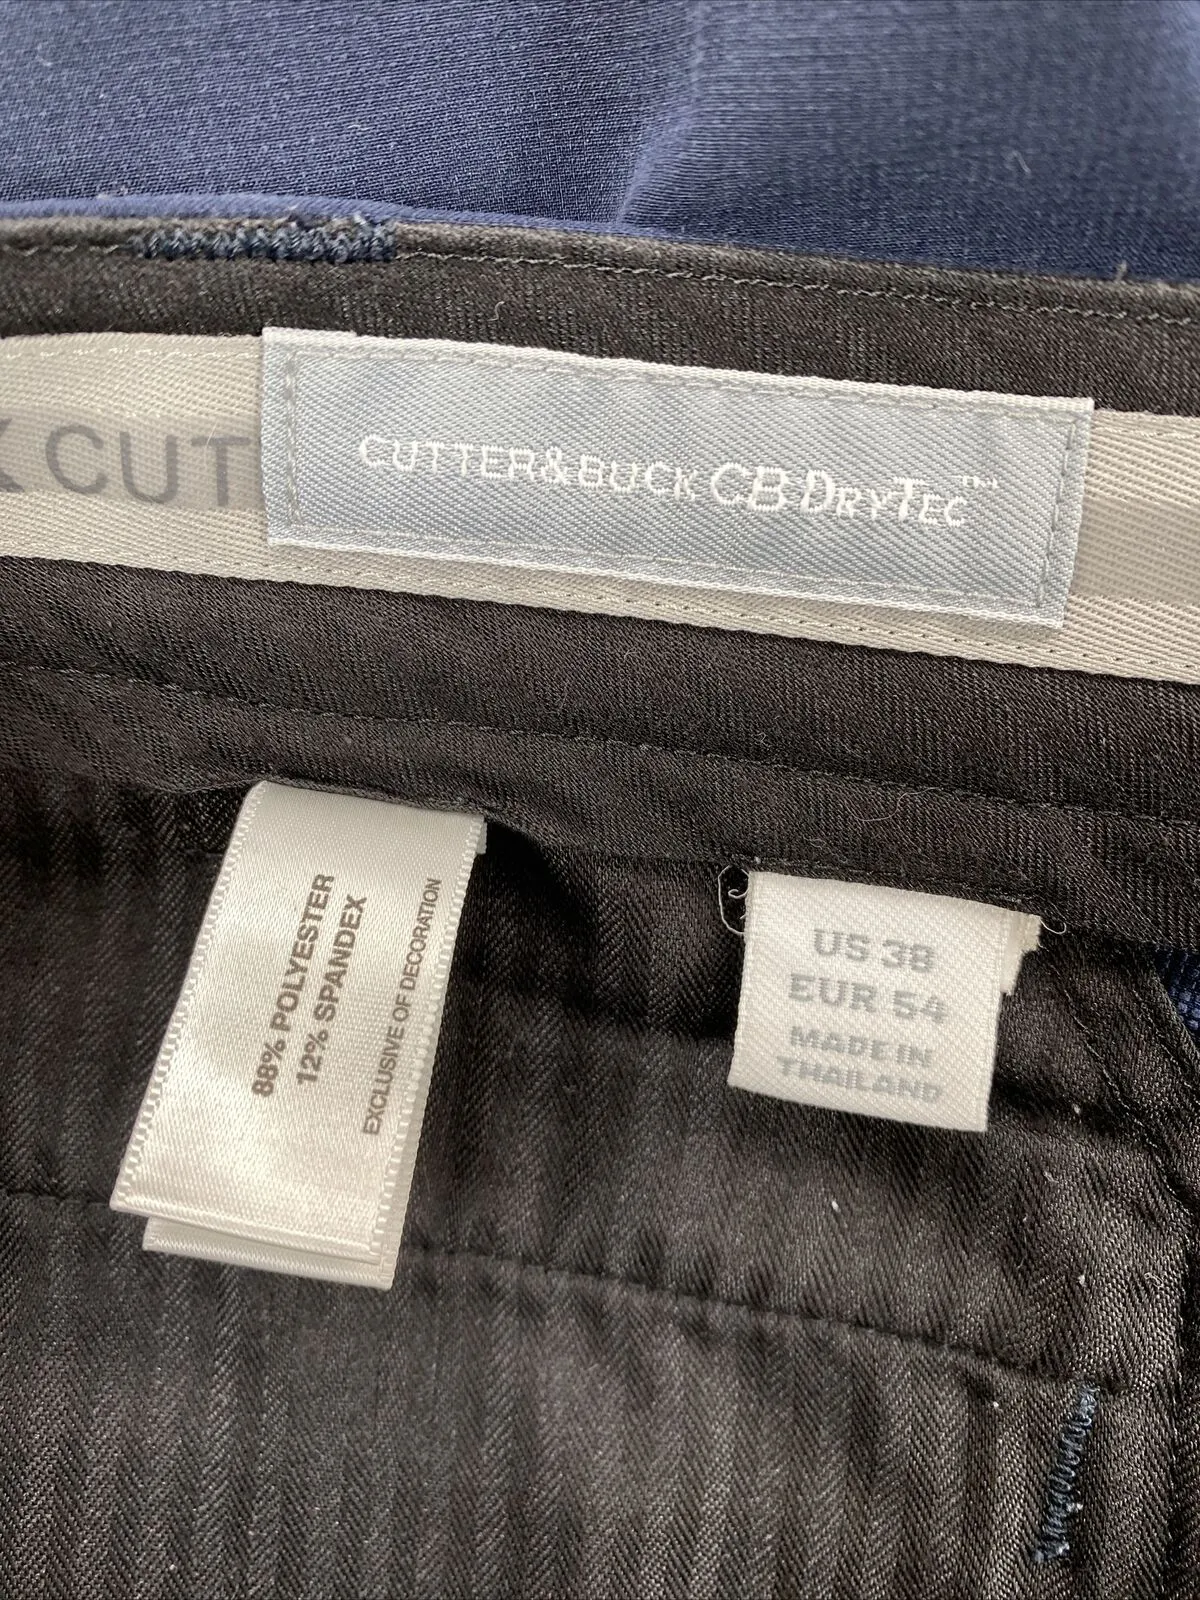 K CUT
CUTTER&BUCK CB DRYTEC™
88% POLYESTER
12% SPANDEX
EXCLUSIVE OF DECORATION
US 38
EUR 54
MADE IN
THAILAND